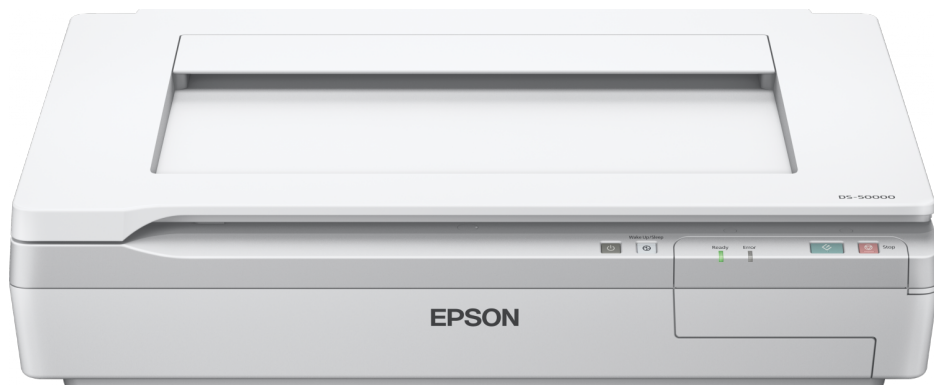 DS-50000
Wake Up/Sleep
Ready Error
Stop
EPSON